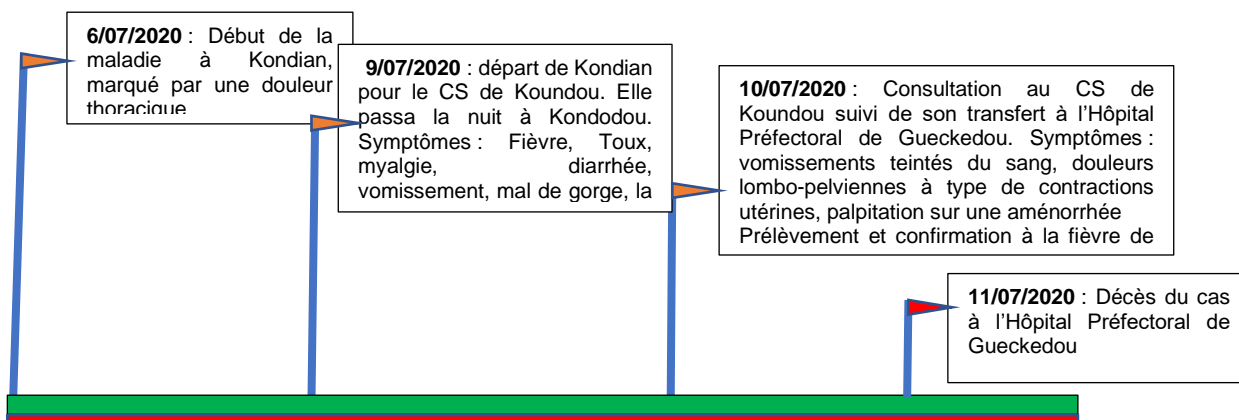 6/07/2020 : Début de la
maladie à Kondian,
marqué par une douleur
thoracique
9/07/2020 : départ de Kondian
pour le CS de Koundou. Elle
passa la nuit à Kondodou.
Symptômes : Fièvre, Toux,
myalgie, diarrhée,
vomissement, mal de gorge, la
10/07/2020 : Consultation au CS de
Koundou suivi de son transfert à l'Hôpital
Préfectoral de Gueckedou. Symptômes :
vomissements teintés du sang, douleurs
lombo-pelviennes à type de contractions
utérines, palpitation sur une aménorrhée
Prélèvement et confirmation à la fièvre de
11/07/2020 : Décès du cas
à l'Hôpital Préfectoral de
Gueckedou